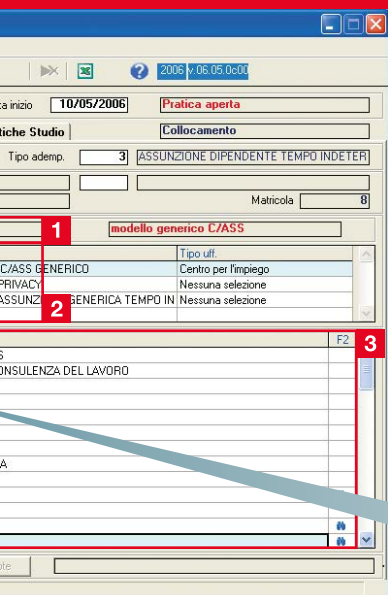 2006 v.06.05.0c00
ta inizio 10/05/2006 Pratica aperta
tiche Studio Collocamento
Tipo ademp. 3 ASSUNZIONE DIPENDENTE TEMPO INDETER
Matricola 8
1 modello generico C/ASS
Tipo uff.
C/ASS GENERICO Centro per l'impiego
PRIVACY Nessuna selezione
ASSUNZ GENERICA TEMPO IN Nessuna selezione
2
F2 3
S
ONSULENZA DEL LAVORO
A
ote